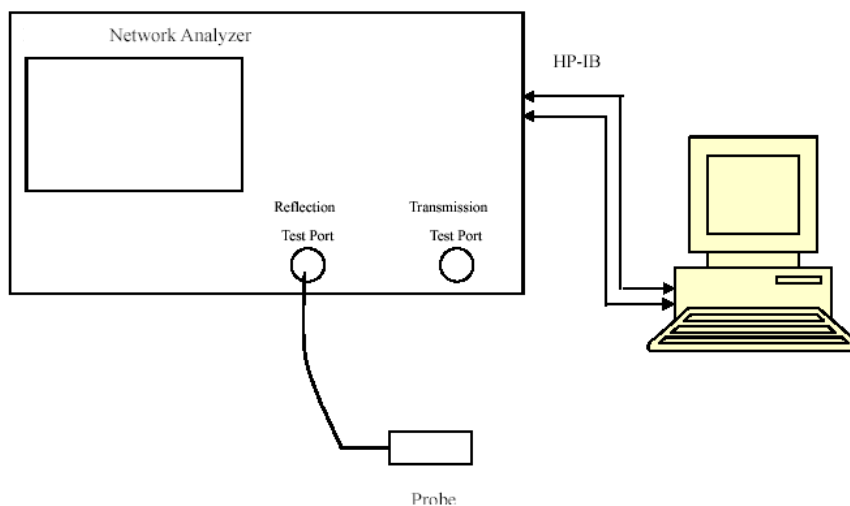 Network Analyzer
HP-IB
Reflection
Test Port
Transmission
Test Port
Probe